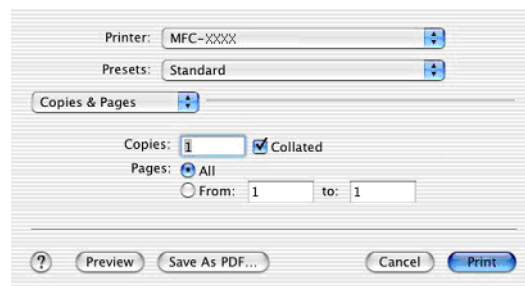 Printer: MFC-XXXX
Presets: Standard
Copies & Pages
Copies: 1 Collated
Pages: All
From: 1 to: 1
? Preview Save As PDF... Cancel Print